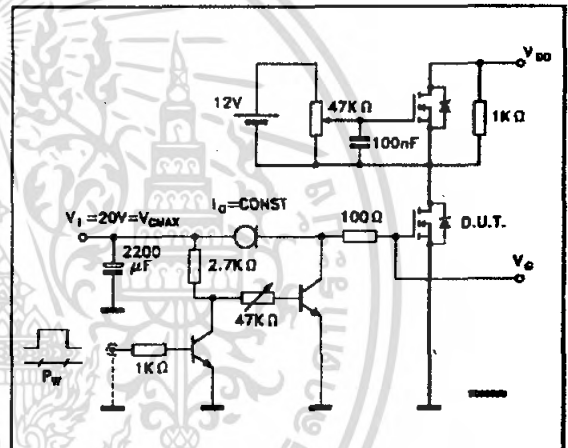 V_DD
12V
47KΩ
1KΩ
100nF
I_G=CONST
V_i=20V=V_GMAX
100Ω
D.U.T.
2200
μF
2.7KΩ
V_G
47KΩ
1KΩ
P_W